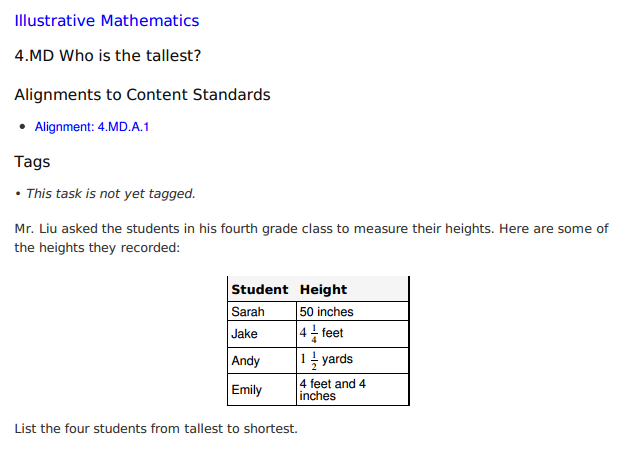 Illustrative Mathematics
4.MD Who is the tallest?
Alignments to Content Standards
• Alignment: 4.MD.A.1
Tags
• This task is not yet tagged.
Mr. Liu asked the students in his fourth grade class to measure their heights. Here are some of
the heights they recorded:
Student Height
Sarah 50 inches
Jake 4 1/4 feet
Andy 1 1/2 yards
Emily 4 feet and 4
inches
List the four students from tallest to shortest.